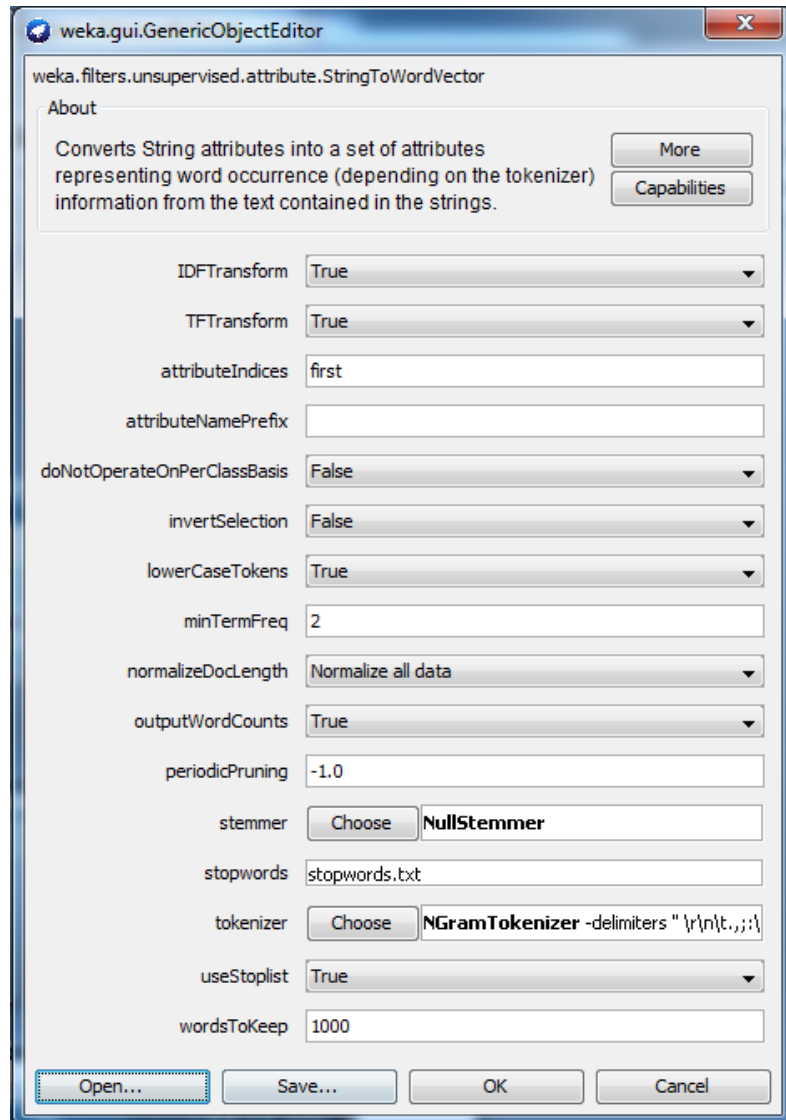 weka.gui.GenericObjectEditor
weka.filters.unsupervised.attribute.StringToWordVector
About
Converts String attributes into a set of attributes
representing word occurrence (depending on the tokenizer)
information from the text contained in the strings.
More
Capabilities
IDFTransform True
TFTransform True
attributeIndices first
attributeNamePrefix
doNotOperateOnPerClassBasis False
invertSelection False
lowerCaseTokens True
minTermFreq 2
normalizeDocLength Normalize all data
outputWordCounts True
periodicPruning -1.0
stemmer Choose NullStemmer
stopwords stopwords.txt
tokenizer Choose NGramTokenizer -delimiters " \r\n\t.,;:\
useStoplist True
wordsToKeep 1000
Open... Save... OK Cancel